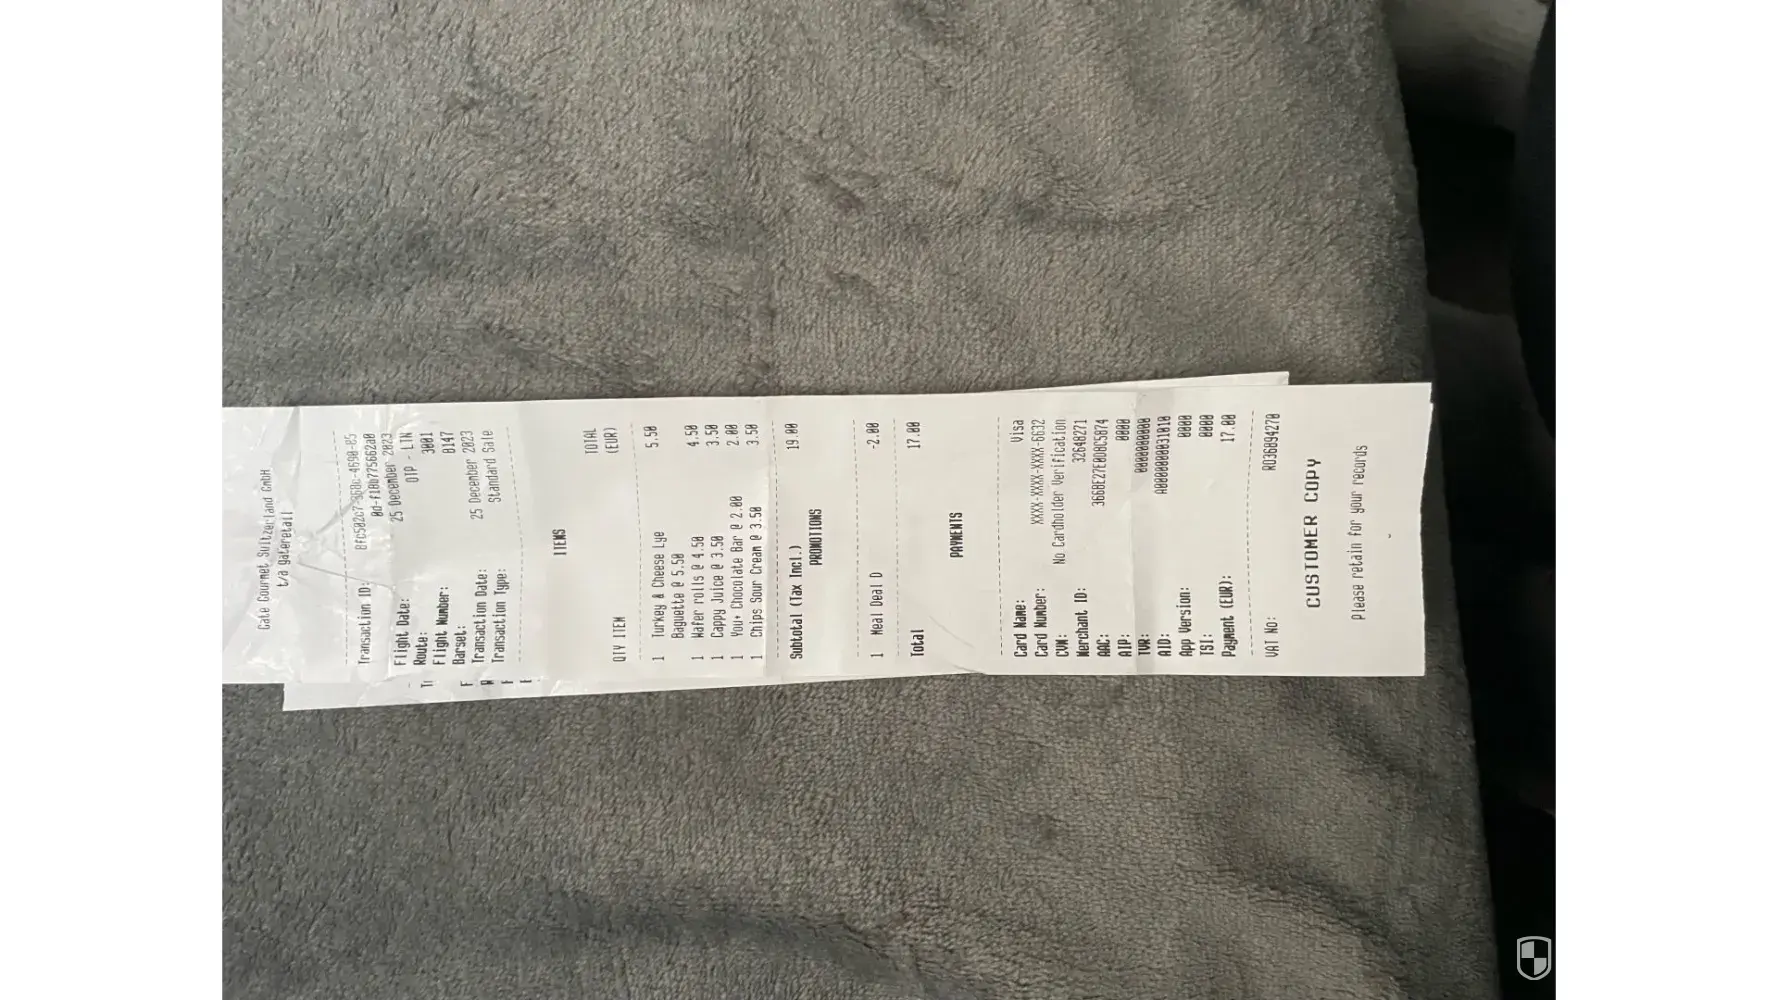 Gate Gourmet Switzerland GmbH
t/a gateretail
Transaction ID:
Flight Date: 25 December 2023
Route: OTP - LTN
Flight Number: 3001
Barset: 8147
Transaction Date: 25 December 2023
Transaction Type: Standard Sale
ITEMS
QTY ITEM TOTAL
(EUR)
1 Turkey & Cheese Lye 5.50
Baguette @ 5.50
1 Wafer rolls @ 4.50 4.50
1 Cappy Juice @ 3.50 3.50
1 You+ Chocolate Bar @ 2.00 2.00
1 Chips Sour Cream @ 3.50 3.50
Subtotal (Tax Incl.) 19.00
PROMOTIONS
1 Meal Deal D -2.00
Total 17.00
PAYMENTS
Card Name: Visa
Card Number: XXXX-XXXX-XXXX-6632
CVM: No Cardholder Verification
Merchant ID: 32648271
AAC:
AIP: 0000
TVR: 0000000000
AID: A0000000031010
App Version: 0000
TSI: 0000
Payment (EUR): 17.00
VAT No: RO36894270
CUSTOMER COPY
Please retain for your records